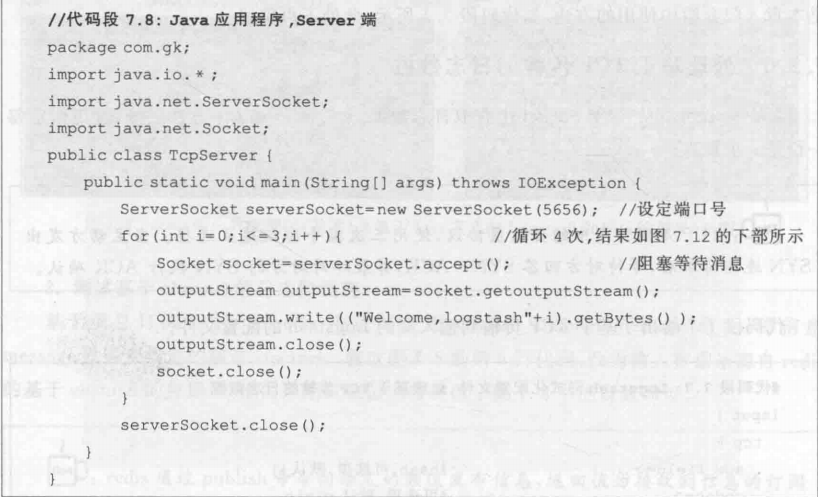 //代码段 7.8: Java 应用程序,Server 端
package com.gk;
import java.io.*;
import java.net.ServerSocket;
import java.net.Socket;
public class TcpServer {
public static void main(String[] args) throws IOException {
ServerSocket serverSocket=new ServerSocket(5656); //设定端口号
for(int i=0;i<=3;i++){ //循环 4次,结果如图 7.12 的下部所示
Socket socket=serverSocket.accept(); //阻塞等待消息
outputStream outputStream=socket.getoutputStream();
outputStream.write(("Welcome,logstash"+i).getBytes());
outputStream.close();
socket.close();
}
serverSocket.close();
}
}